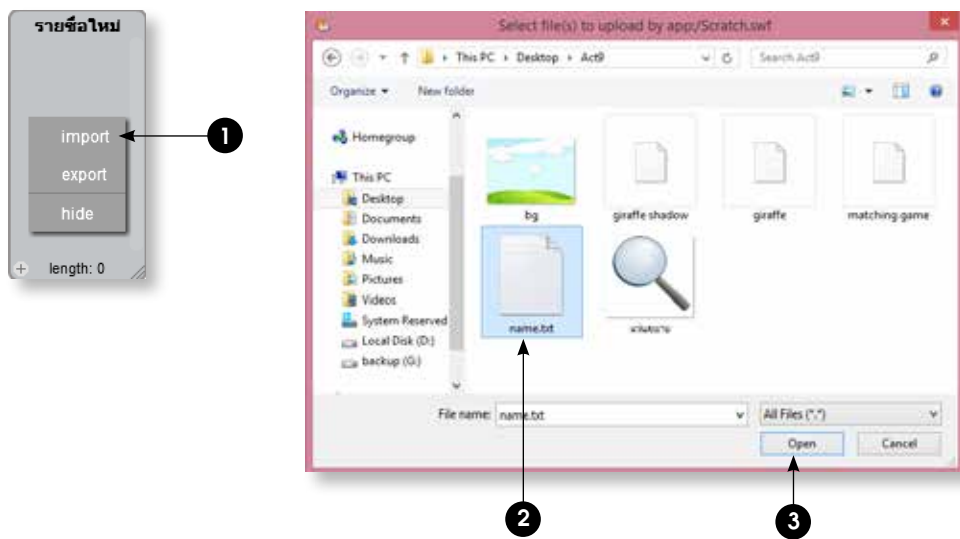 รายชื่อใหม่
import
1
export
hide
length: 0
Select file(s) to upload by app:/Scratch.swf
This PC Desktop Act9
Search Act9
Organize
New folder
Homegroup
This PC
Desktop
Documents
Downloads
Music
Pictures
Videos
System Reserved
Local Disk (D:)
backup (G:)
bg
giraffe shadow
giraffe
matching game
name.txt
File name: name.txt
All Files (*.*)
Open
Cancel
2
3